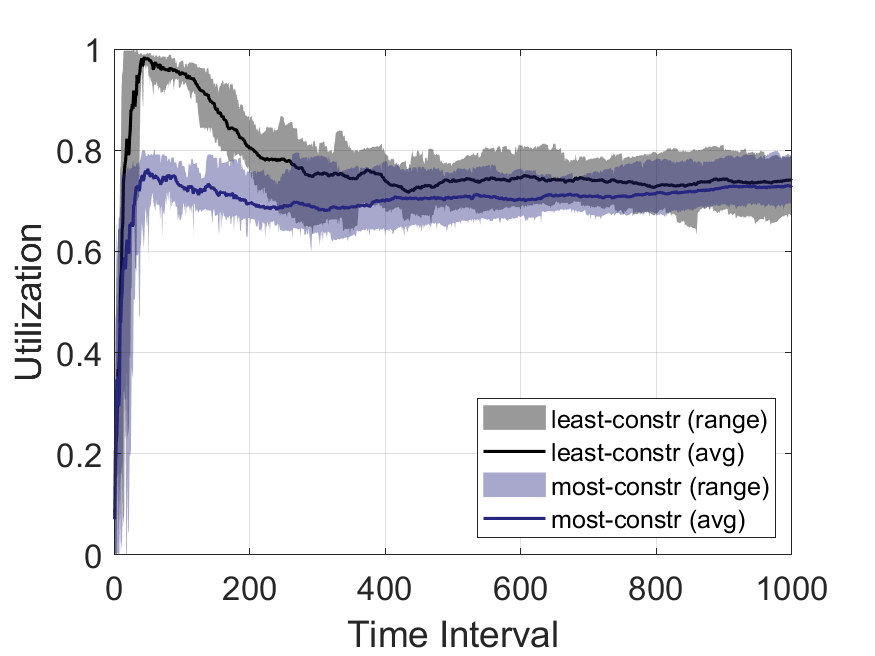 1
0.8
0.6
0.4
0.2
0
Utilization
least-constr (range)
least-constr (avg)
most-constr (range)
most-constr (avg)
0 200 400 600 800 1000
Time Interval